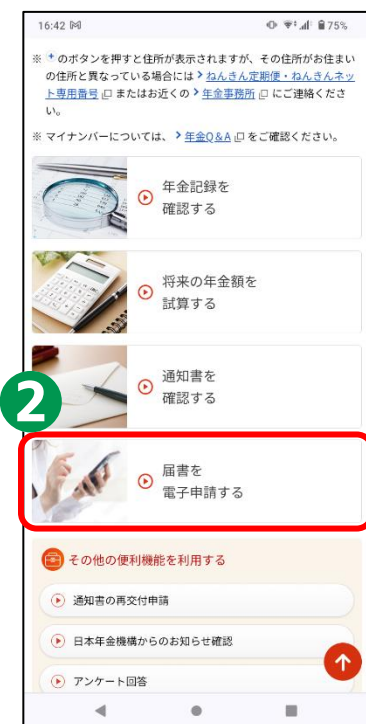 16:42 75%
※ + のボタンを押すと住所が表示されますが、その住所がお住まい
の住所と異なっている場合には ねんきん定期便・ねんきんネッ
ト専用番号 またはお近くの 年金事務所 にご連絡くださ
い。
※ マイナンバーについては、 年金Q&A をご確認ください。
年金記録を
確認する
将来の年金額を
試算する
通知書を
確認する
2
届書を
電子申請する
その他の便利機能を利用する
通知書の再交付申請
日本年金機構からのお知らせ確認
アンケート回答